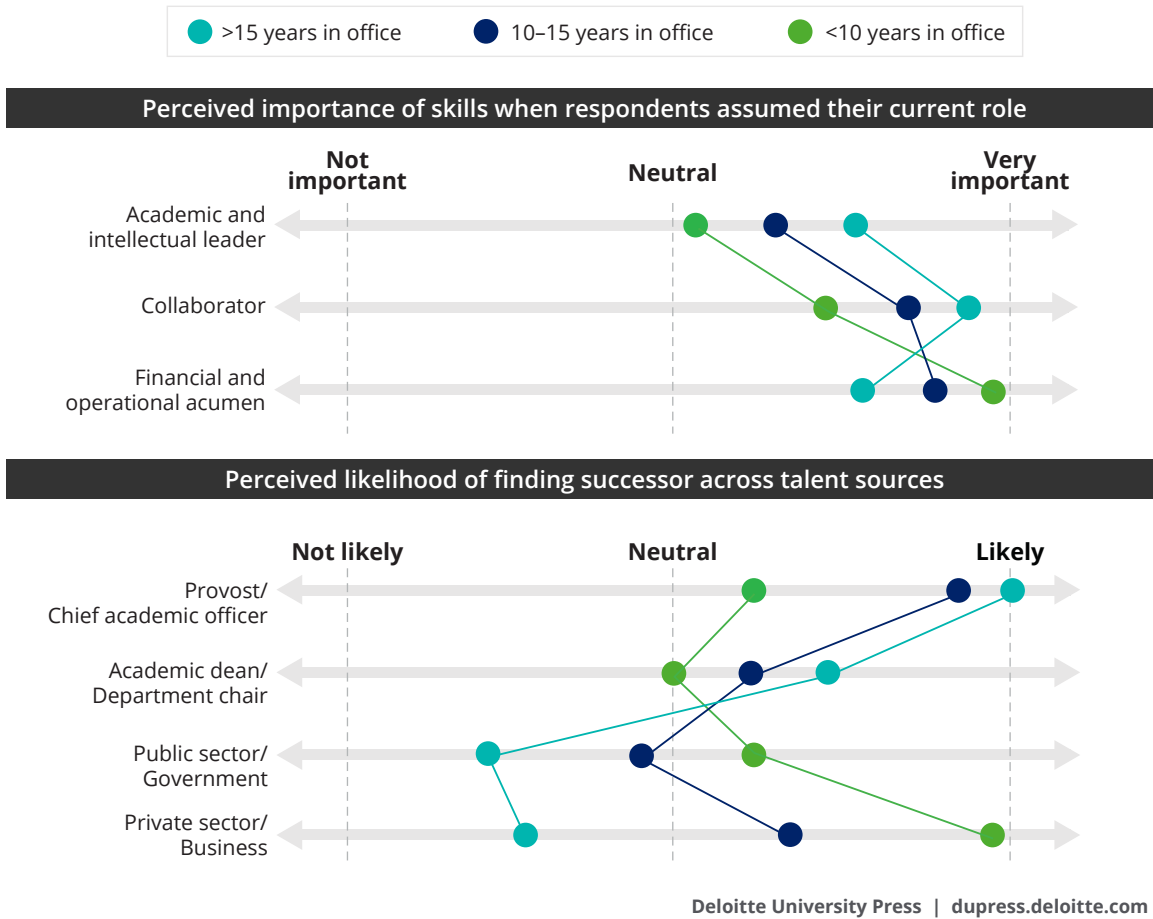 >15 years in office
10–15 years in office
<10 years in office
Perceived importance of skills when respondents assumed their current role
Not
important
Neutral
Very
important
Academic and
intellectual leader
Collaborator
Financial and
operational acumen
Perceived likelihood of finding successor across talent sources
Not likely
Neutral
Likely
Provost/
Chief academic officer
Academic dean/
Department chair
Public sector/
Government
Private sector/
Business
Deloitte University Press | dupress.deloitte.com